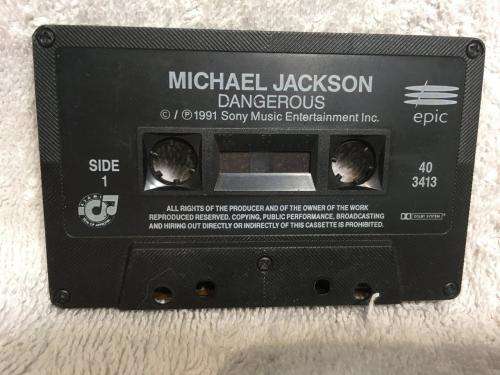 MICHAEL JACKSON
DANGEROUS
© / ℗ 1991 Sony Music Entertainment Inc.
epic
SIDE
1
40
3413
ALL RIGHTS OF THE PRODUCER AND OF THE OWNER OF THE WORK
REPRODUCED RESERVED. COPYING, PUBLIC PERFORMANCE, BROADCASTING
AND HIRING OUT DIRECTLY OR INDIRECTLY OF THIS CASSETTE IS PROHIBITED.
DOLBY SYSTEM